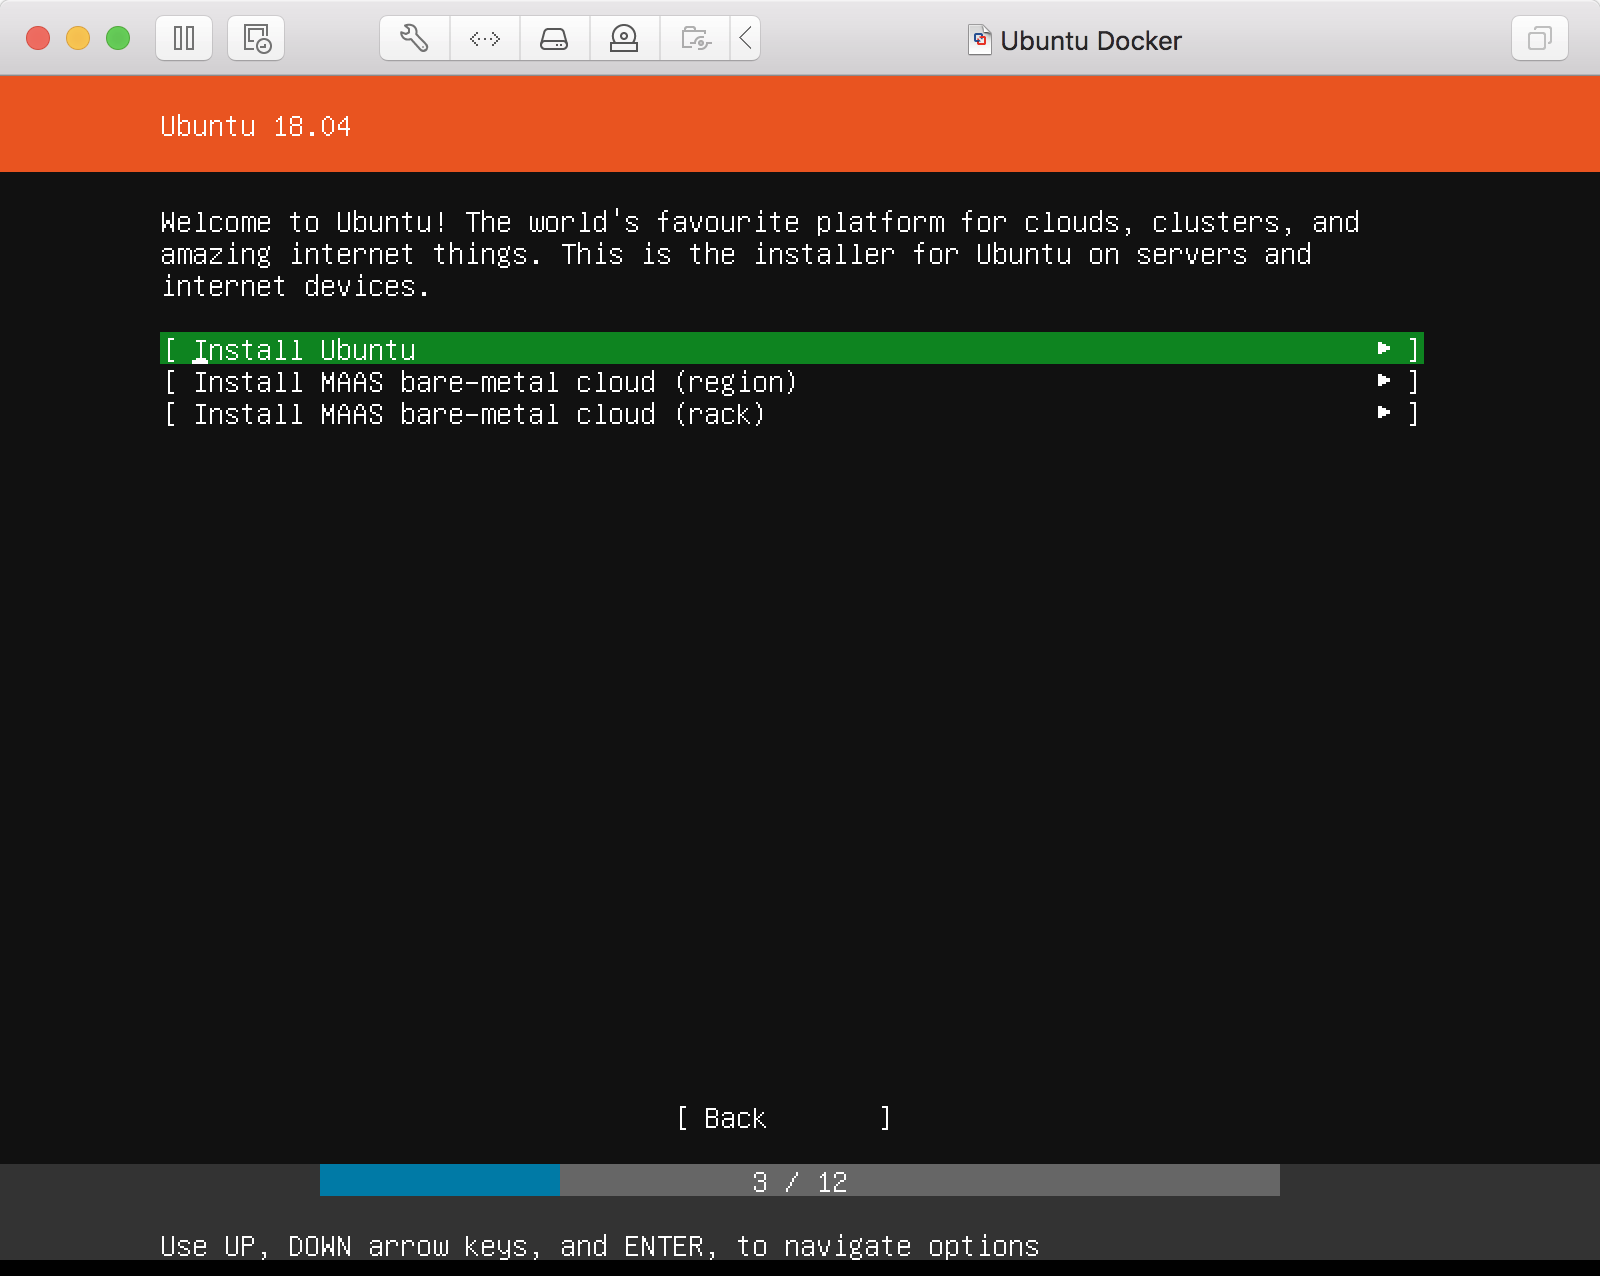 Ubuntu Docker
Ubuntu 18.04
Welcome to Ubuntu! The world's favourite platform for clouds, clusters, and
amazing internet things. This is the installer for Ubuntu on servers and
internet devices.
[ Install Ubuntu ▸ ]
[ Install MAAS bare-metal cloud (region) ▸ ]
[ Install MAAS bare-metal cloud (rack) ▸ ]
[ Back ]
3 / 12
Use UP, DOWN arrow keys, and ENTER, to navigate options